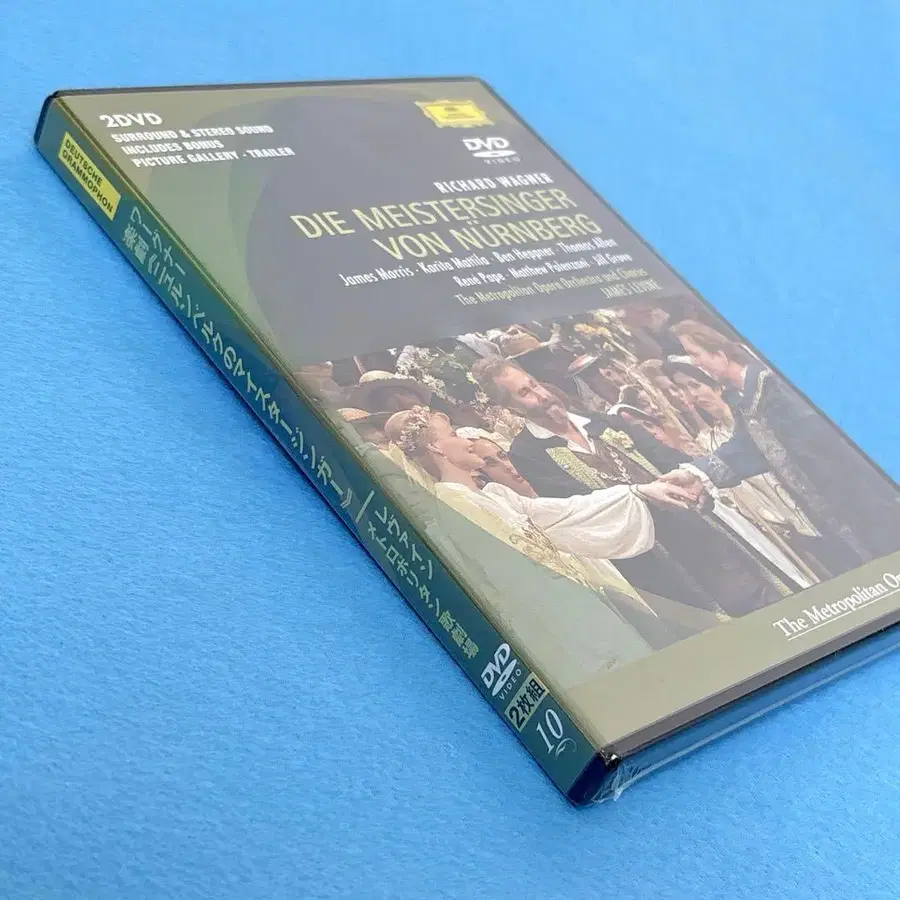 2DVD
SURROUND & STEREO SOUND
INCLUDES BONUS
PICTURE GALLERY · TRAILER
DVD
VIDEO
RICHARD WAGNER
DIE MEISTERSINGER
VON NÜRNBERG
James Morris · Karita Mattila · Ben Heppner · Thomas Allen
René Pape · Matthew Polenzani · Jill Grove
The Metropolitan Opera Orchestra and Chorus
JAMES LEVINE
The Metropolitan
DEUTSCHE
GRAMMOPHON
ワーグナー
楽劇《ニュルンベルクのマイスタージンガー》
レヴァイン
メトロポリタン歌劇場
DVD
VIDEO
2枚組
10